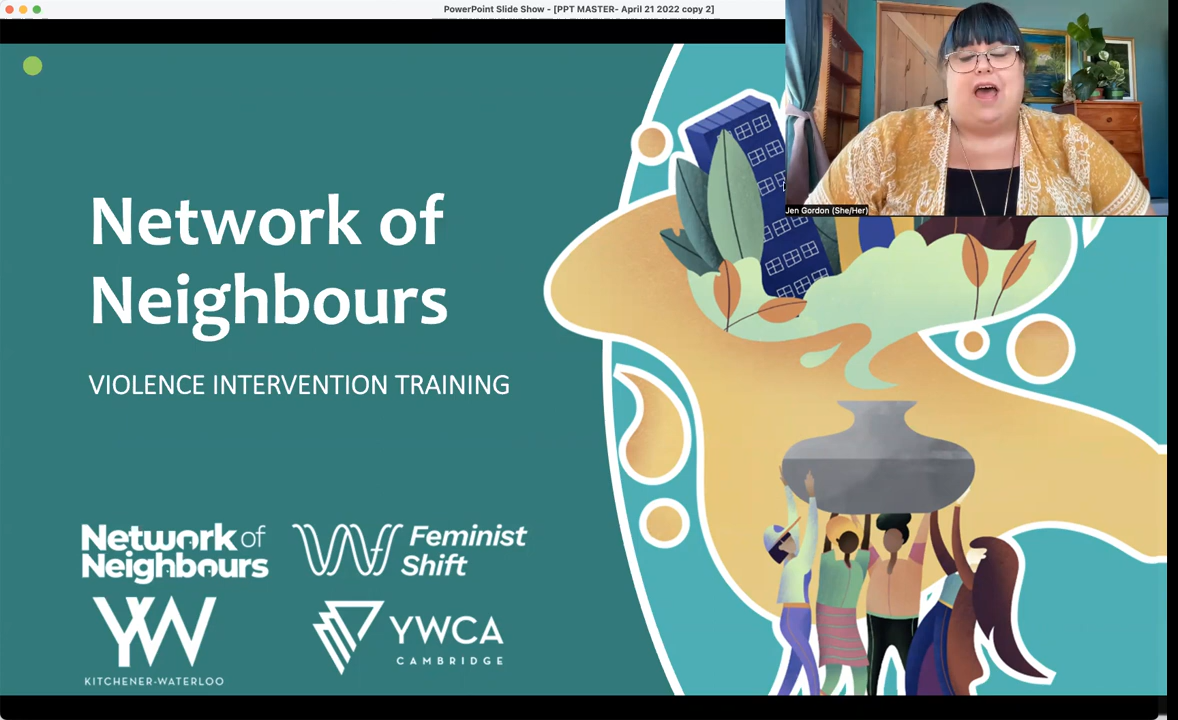 PowerPoint Slide Show - [PPT MASTER- April 21 2022 copy 2]
Jen Gordon (She/Her)
Network of
Neighbours
VIOLENCE INTERVENTION TRAINING
Network of
Neighbours
Feminist
Shift
YW
KITCHENER-WATERLOO
YWCA
CAMBRIDGE